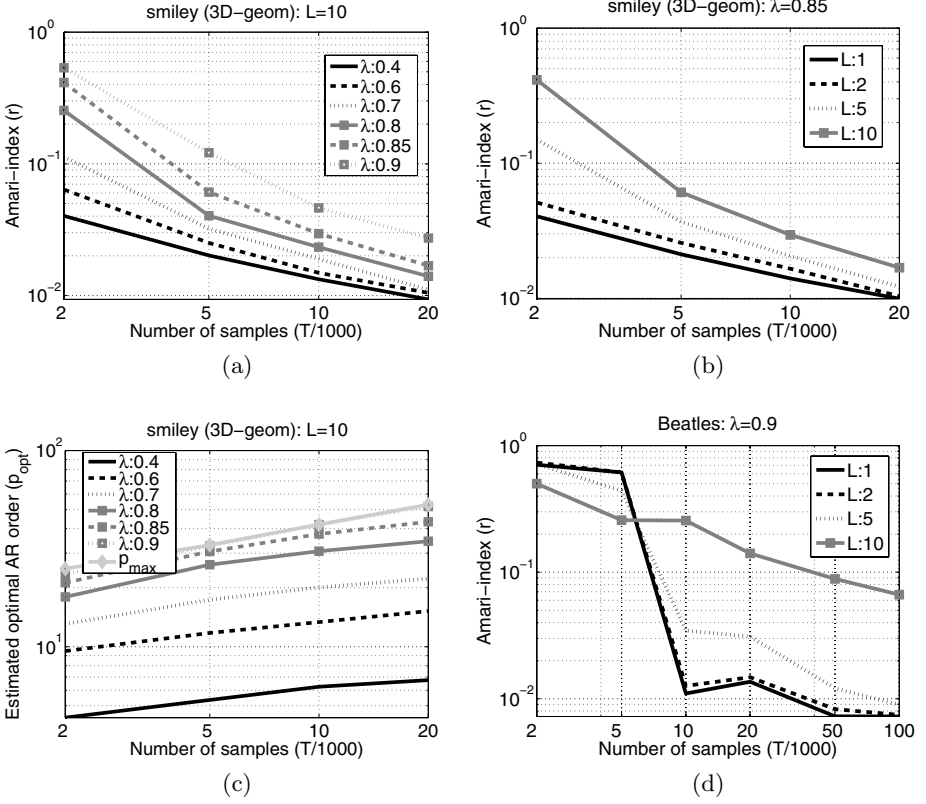 smiley (3D−geom): L=10
10^0
10^−1
10^−2
Amari−index (r)
λ:0.4
λ:0.6
λ:0.7
λ:0.8
λ:0.85
λ:0.9
2 5 10 20
Number of samples (T/1000)
(a)
smiley (3D−geom): λ=0.85
10^0
10^−1
10^−2
Amari−index (r)
L:1
L:2
L:5
L:10
2 5 10 20
Number of samples (T/1000)
(b)
smiley (3D−geom): L=10
10^2
10^1
Estimated optimal AR order (p_opt)
λ:0.4
λ:0.6
λ:0.7
λ:0.8
λ:0.85
λ:0.9
p_max
2 5 10 20
Number of samples (T/1000)
(c)
Beatles: λ=0.9
10^0
10^−1
10^−2
Amari−index (r)
L:1
L:2
L:5
L:10
2 5 10 20 50 100
Number of samples (T/1000)
(d)